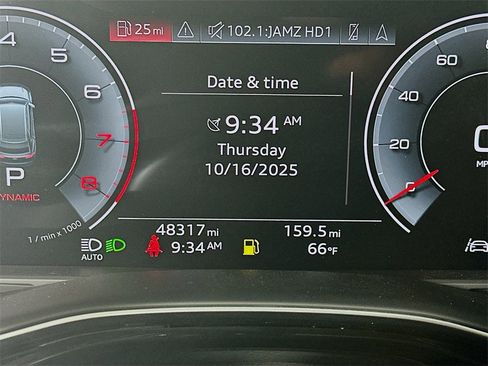 25 mi
102.1:JAMZ HD1
Date & time
9:34 AM
Thursday
10/16/2025
48317 mi
159.5 mi
AUTO
9:34 AM
66°F
4
5
6
7
8
P
DYNAMIC
1 / min x 1000
80
60
40
20
0